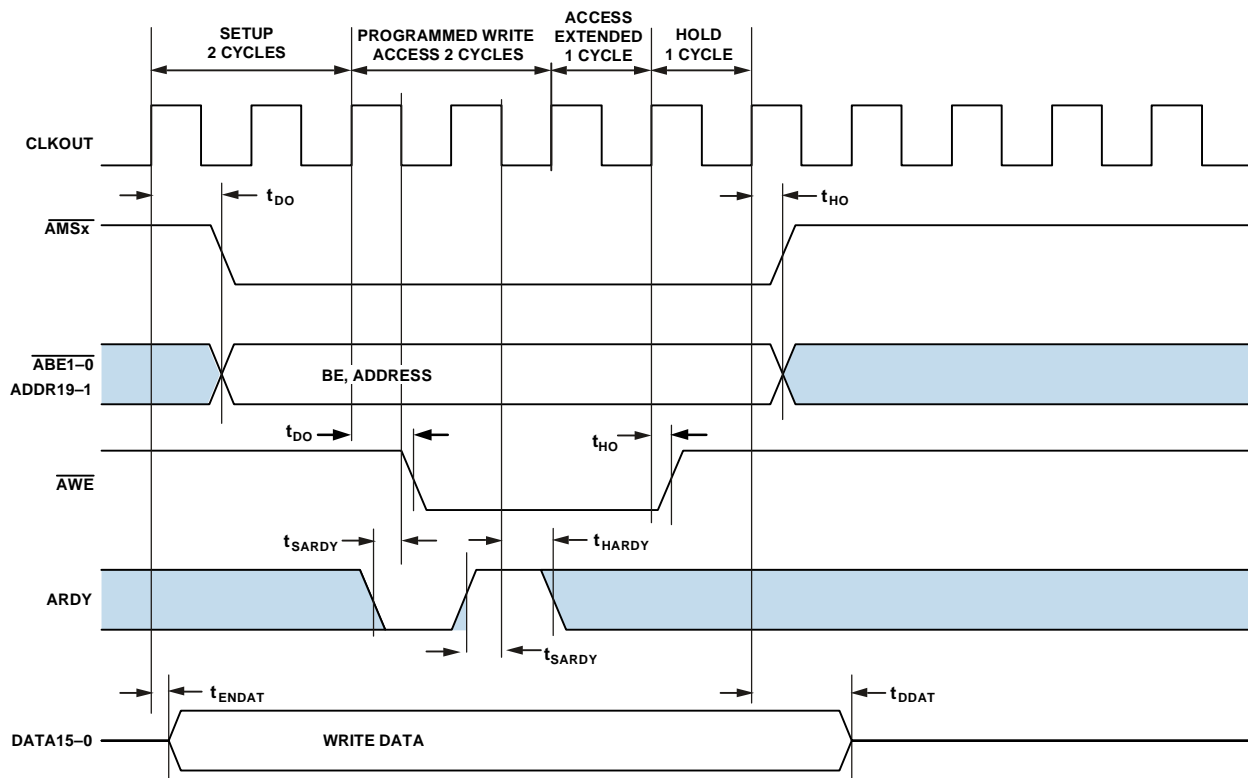 SETUP
2 CYCLES
PROGRAMMED WRITE
ACCESS 2 CYCLES
ACCESS
EXTENDED
1 CYCLE
HOLD
1 CYCLE
CLKOUT
tDO
tHO
AMSx
ABE1–0
ADDR19–1
BE, ADDRESS
tDO
tHO
AWE
tSARDY
tHARDY
ARDY
tSARDY
tENDAT
tDDAT
DATA15–0
WRITE DATA